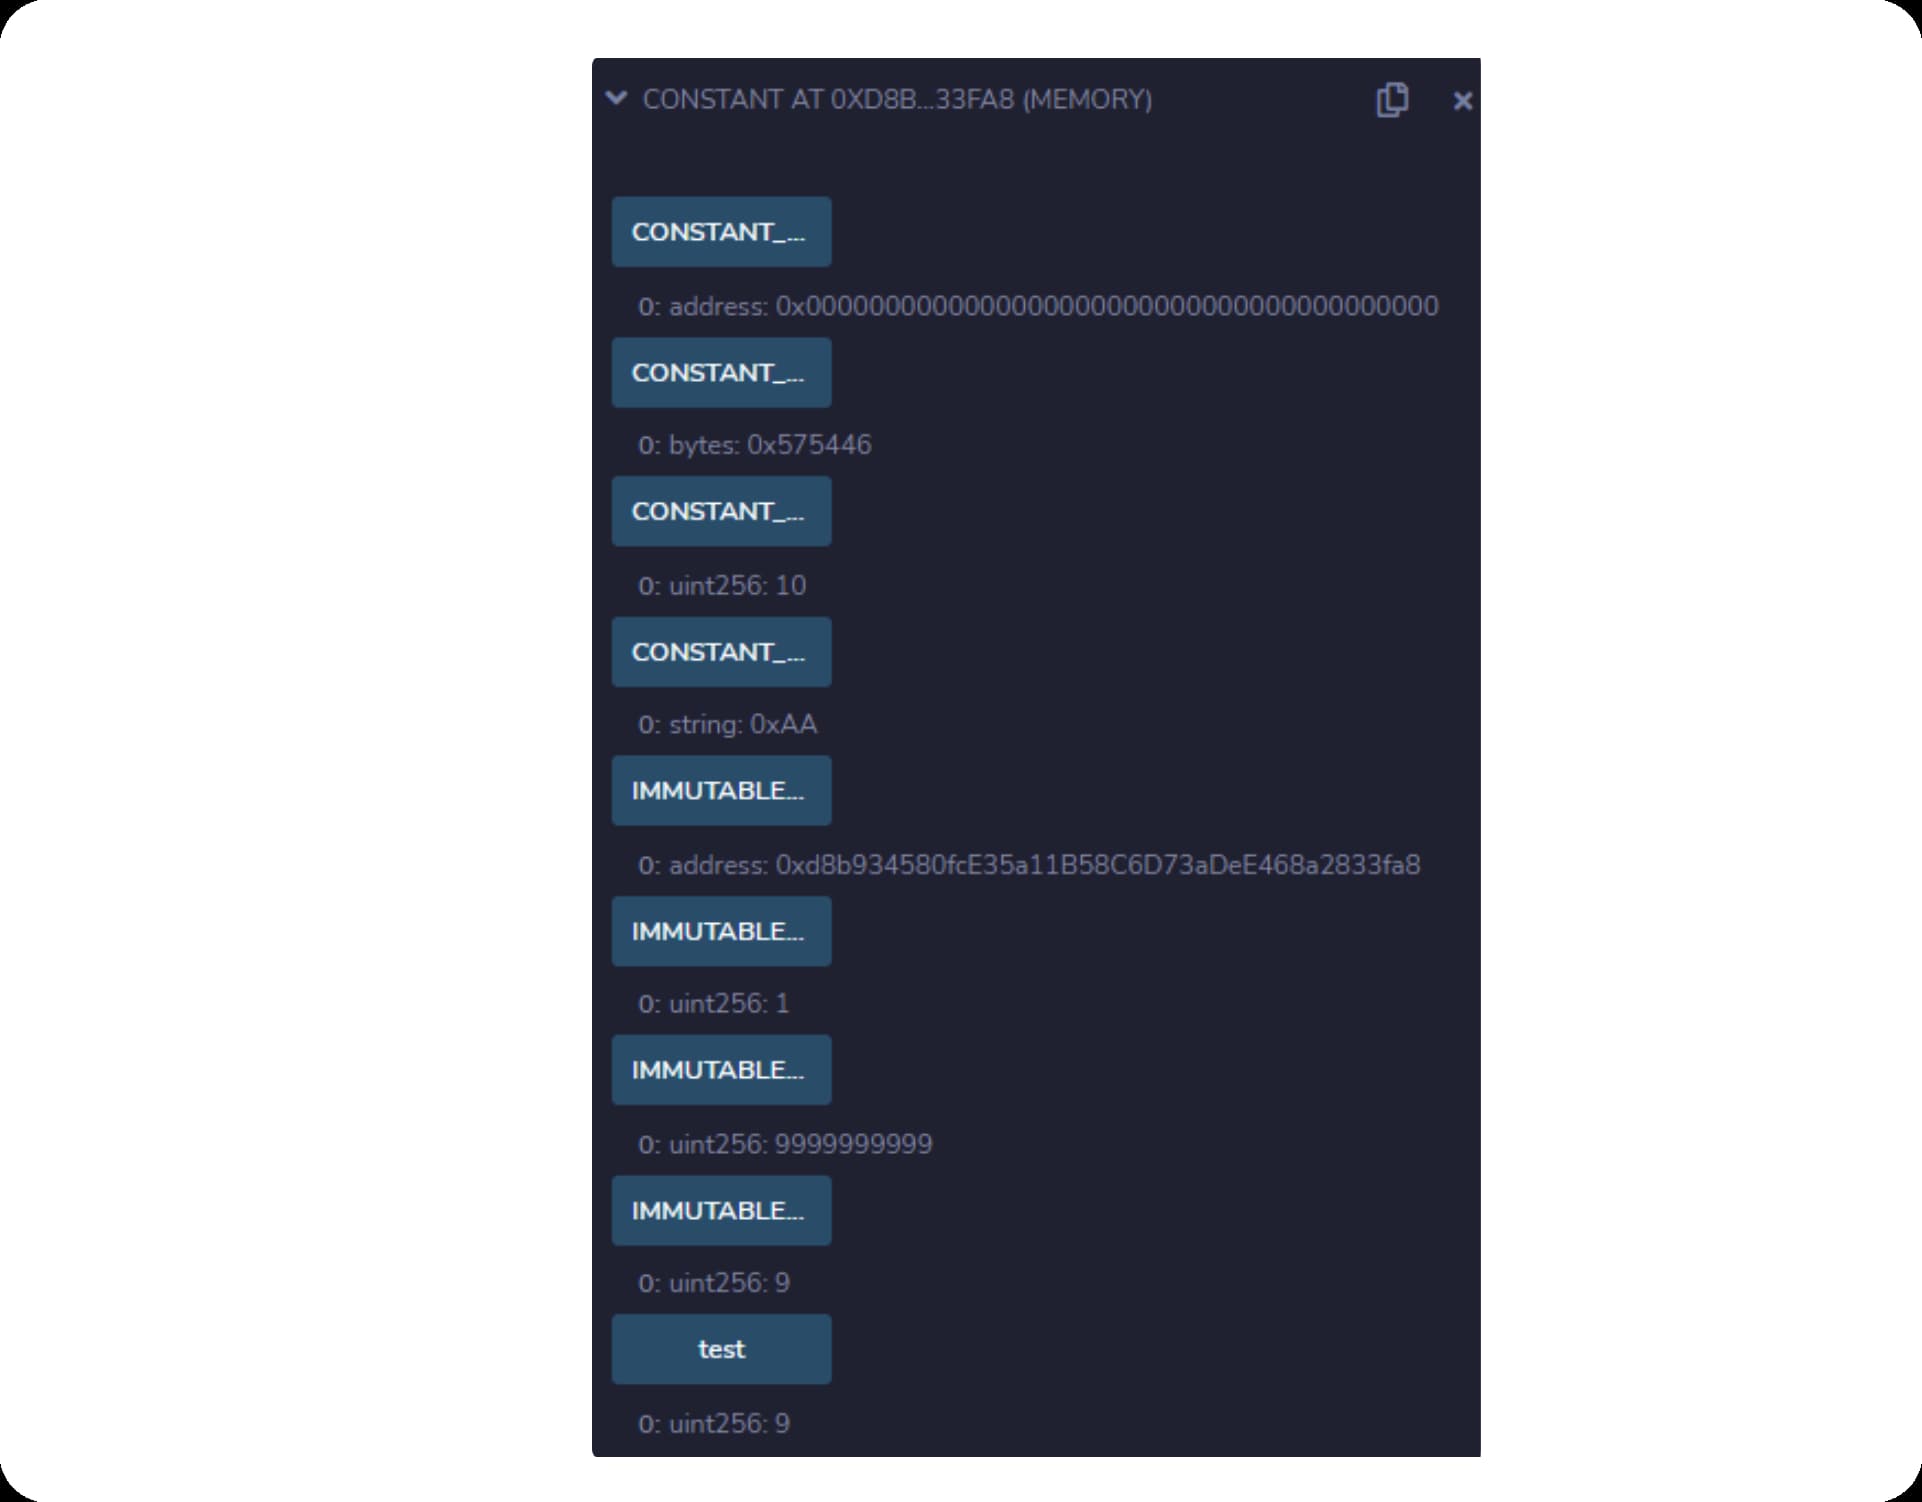 CONSTANT AT 0XD8B...33FA8 (MEMORY)
CONSTANT_...
0: address: 0x0000000000000000000000000000000000000000
CONSTANT_...
0: bytes: 0x575446
CONSTANT_...
0: uint256: 10
CONSTANT_...
0: string: 0xAA
IMMUTABLE...
0: address: 0xd8b934580fcE35a11B58C6D73aDeE468a2833fa8
IMMUTABLE...
0: uint256: 1
IMMUTABLE...
0: uint256: 9999999999
IMMUTABLE...
0: uint256: 9
test
0: uint256: 9